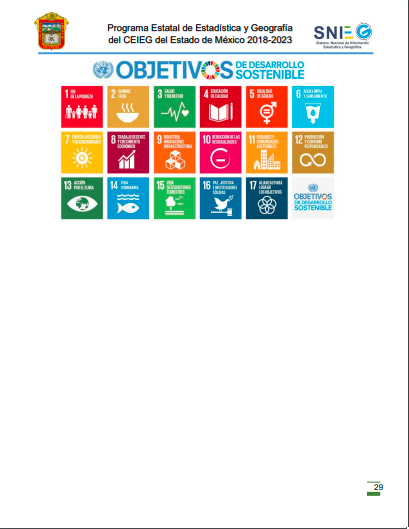 Programa Estatal de Estadística y Geografía
del CEIEG del Estado de México 2018-2023
SNIEG
Sistema Nacional de Información
Estadística y Geográfica
OBJETIVOS DE DESARROLLO
SOSTENIBLE
1 FIN
DE LA POBREZA
2 HAMBRE
CERO
3 SALUD
Y BIENESTAR
4 EDUCACIÓN
DE CALIDAD
5 IGUALDAD
DE GÉNERO
6 AGUA LIMPIA
Y SANEAMIENTO
7 ENERGÍA ASEQUIBLE
Y NO CONTAMINANTE
8 TRABAJO DECENTE
Y CRECIMIENTO
ECONÓMICO
9 INDUSTRIA,
INNOVACIÓN E
INFRAESTRUCTURA
10 REDUCCIÓN DE LAS
DESIGUALDADES
11 CIUDADES Y
COMUNIDADES
SOSTENIBLES
12 PRODUCCIÓN
Y CONSUMO
RESPONSABLES
13 ACCIÓN
POR EL CLIMA
14 VIDA
SUBMARINA
15 VIDA
DE ECOSISTEMAS
TERRESTRES
16 PAZ, JUSTICIA
E INSTITUCIONES
SÓLIDAS
17 ALIANZAS PARA
LOGRAR
LOS OBJETIVOS
OBJETIVOS
DE DESARROLLO
SOSTENIBLE
29